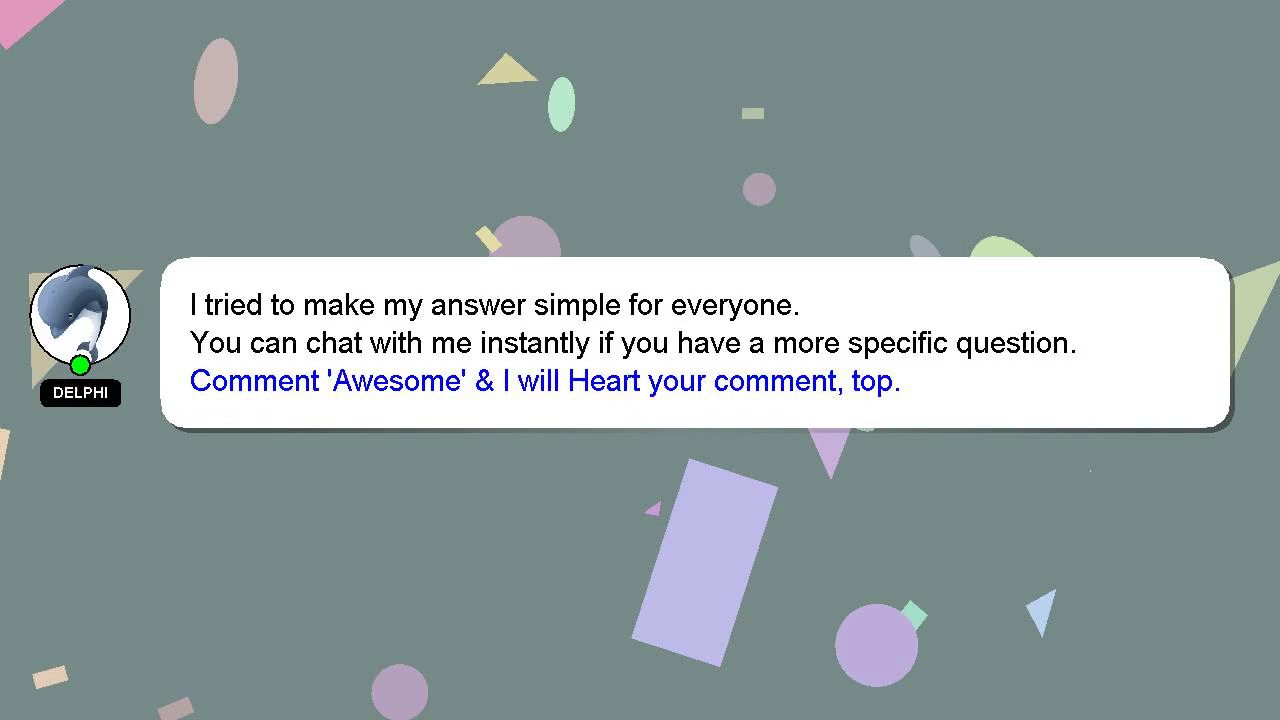 I tried to make my answer simple for everyone.
You can chat with me instantly if you have a more specific question.
Comment 'Awesome' & I will Heart your comment, top.
DELPHI